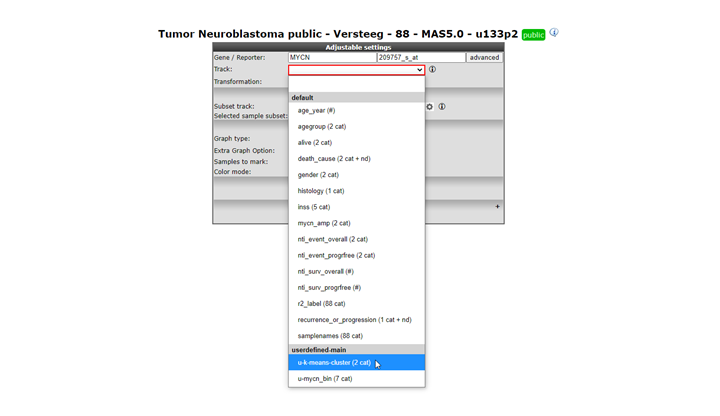 Tumor Neuroblastoma public - Versteeg - 88 - MAS5.0 - u133p2 public
Adjustable settings
Gene / Reporter: MYCN 209757_s_at advanced
Track:
Transformation:
default
age_year (#)
Subset track:
Selected sample subset:
agegroup (2 cat)
Graph type:
alive (2 cat)
Extra Graph Option:
death_cause (2 cat + nd)
Samples to mark:
Color mode:
gender (2 cat)
histology (1 cat)
inss (5 cat)
+
mycn_amp (2 cat)
nti_event_overall (2 cat)
nti_event_progrfree (2 cat)
nti_surv_overall (#)
nti_surv_progrfree (#)
r2_label (88 cat)
recurrence_or_progression (1 cat + nd)
samplenames (88 cat)
userdefined-main
u-k-means-cluster (2 cat)
u-mycn_bin (7 cat)